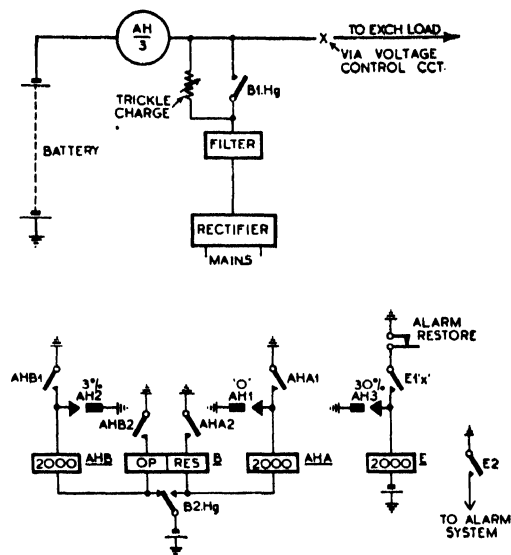 AH
3
TO EXCH LOAD
X
VIA VOLTAGE
CONTROL CCT.
B1.Hg
TRICKLE
CHARGE
BATTERY
FILTER
RECTIFIER
MAINS
ALARM
RESTORE
AHB1
3%
AH2
AHB2
AHA2
'O'
AH1
AHA1
30%
AH3
E1'x'
2000 AHB
OP RES B
2000 AHA
2000 E
E2
B2.Hg
TO ALARM
SYSTEM